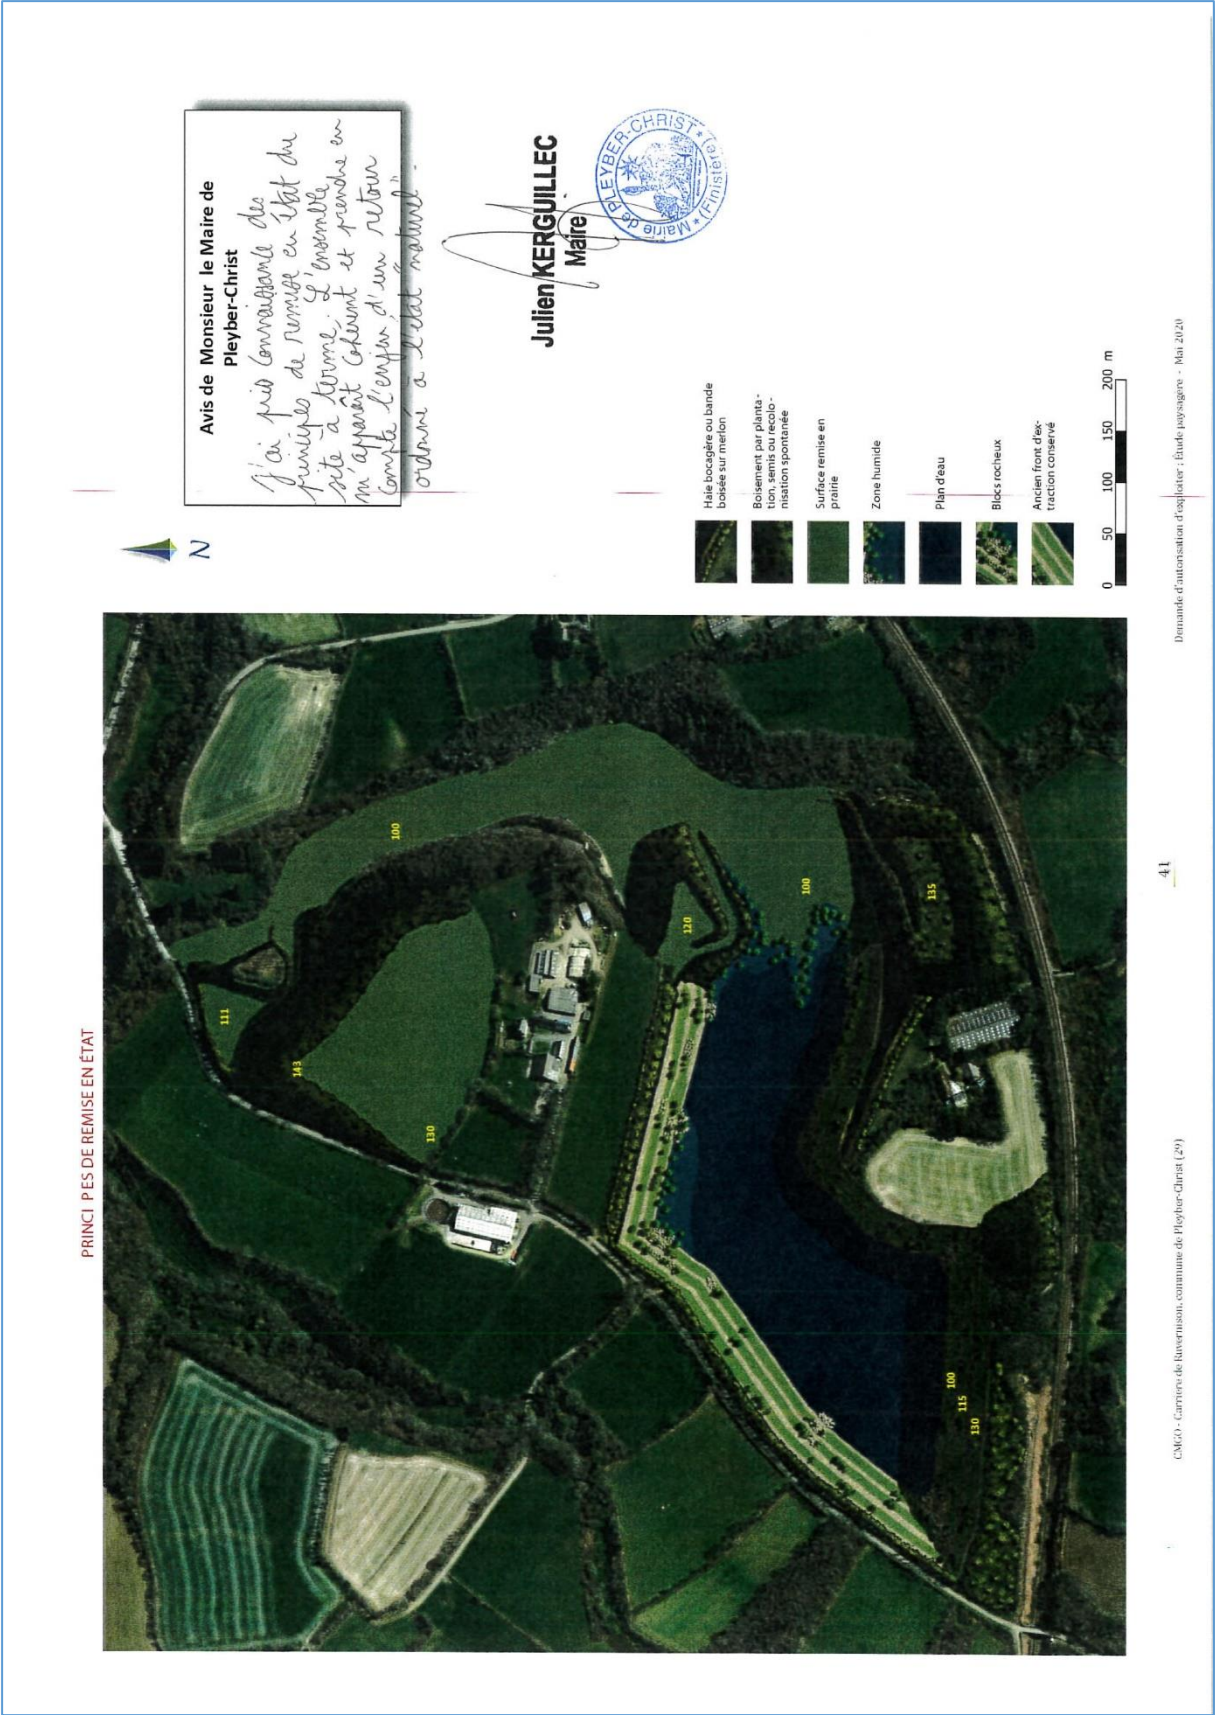 PRINCI PES DE REMISE EN ÉTAT
143
111
100
130
120
100
135
100
115
130
N
Avis de Monsieur le Maire de
Pleyber-Christ
J'ai pris connaissance des
principes de remise en état du
site à terme. L'ensemble
m'apparaît cohérent et prendre en
compte l'enjeu d'un retour
ordonné à l'état "naturel".
Julien KERGUILLEC
Maire
Mairie de PLEYBER-CHRIST
(Finistère)
Haie bocagère ou bande
boisée sur merlon
Boisement par planta-
tion, semis ou recolo-
nisation spontanée
Surface remise en
prairie
Zone humide
Plan d'eau
Blocs rocheux
Ancien front d'ex-
traction conservé
0 50 100 150 200 m
CMGO - Carrière de Ruvernison, commune de Pleyber-Christ (29)
41
Demande d'autorisation d'exploiter ; Étude paysagère - Mai 2020